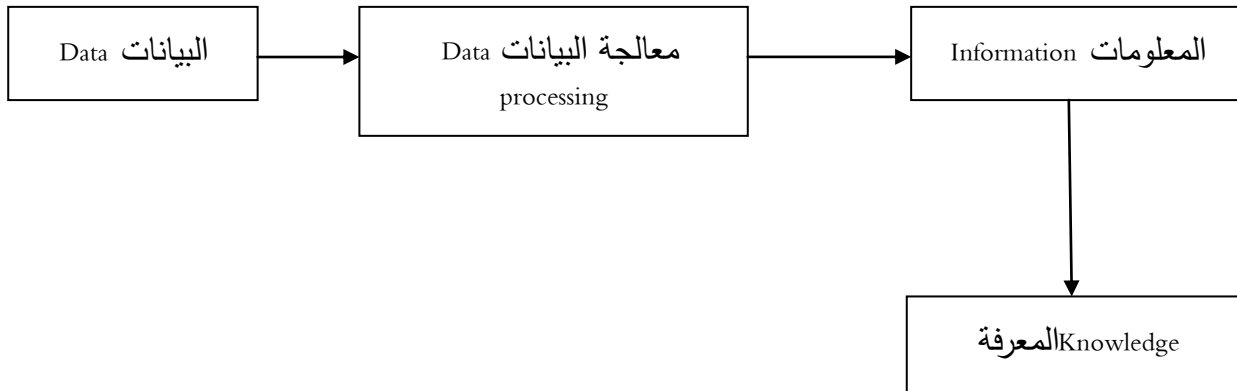 البيانات Data
معالجة البيانات Data
processing
المعلومات Information
المعرفةKnowledge